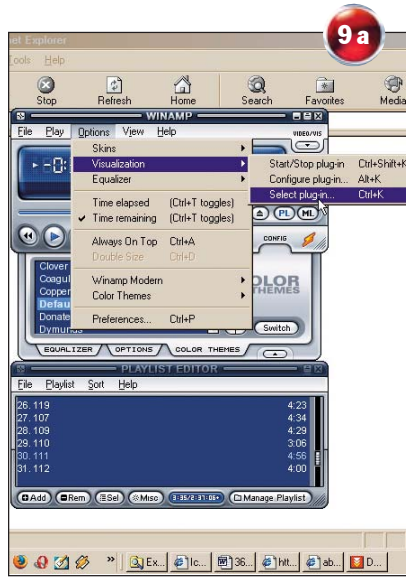 9 a
et Explorer
Tools Help
Stop Refresh Home Search Favorites Media
WINAMP
File Play Options View Help
VIDEO/VIS
Skins
Visualization
Equalizer
Time elapsed (Ctrl+T toggles)
Time remaining (Ctrl+T toggles)
Always On Top Ctrl+A
Double Size Ctrl+D
Winamp Modern
Color Themes
Preferences... Ctrl+P
Start/Stop plug-in Ctrl+Shift+K
Configure plug-in... Alt+K
Select plug-in... Ctrl+K
PL ML
CONFIG
Clover
Coagul
Copper
Defau
Donate
Dymun
COLOR
THEMES
Switch
EQUALIZER OPTIONS COLOR THEMES
PLAYLIST EDITOR
File Playlist Sort Help
26. 119 4:23
27. 107 4:34
28. 109 4:29
29. 110 3:06
30. 111 4:56
31. 112 4:00
Add Rem Sel Misc Manage Playlist
» Ex... Ic... 36... htt... ab... D...